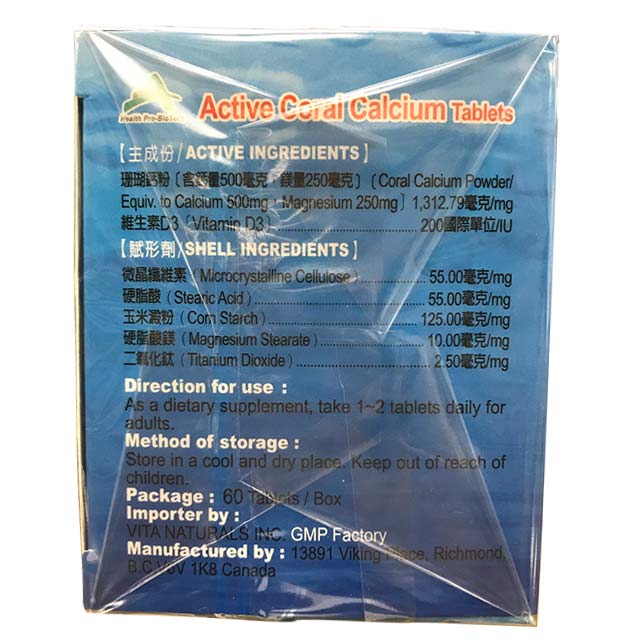 Health Pro-BioTech
Active Coral Calcium Tablets
【主成份/ACTIVE INGREDIENTS】
珊瑚鈣粉〔含鈣量500毫克，鎂量250毫克〕〔Coral Calcium Powder/
Equiv. to Calcium 500mg，Magnesium 250mg〕1,312.79毫克/mg
維生素D3〔Vitamin D3〕 200國際單位/IU
【賦形劑/SHELL INGREDIENTS】
微晶纖維素〔Microcrystalline Cellulose〕 55.00毫克/mg
硬脂酸〔Stearic Acid〕 55.00毫克/mg
玉米澱粉〔Corn Starch〕 125.00毫克/mg
硬脂酸鎂〔Magnesium Stearate〕 10.00毫克/mg
二氧化鈦〔Titanium Dioxide〕 2.50毫克/mg
Direction for use：
As a dietary supplement, take 1~2 tablets daily for
adults.
Method of storage：
Store in a cool and dry place. Keep out of reach of
children.
Package：60 Tablets / Box
Importer by：
VITA NATURALS INC. GMP Factory
Manufactured by：13891 Viking Place, Richmond,
B.C.V6V 1K8 Canada